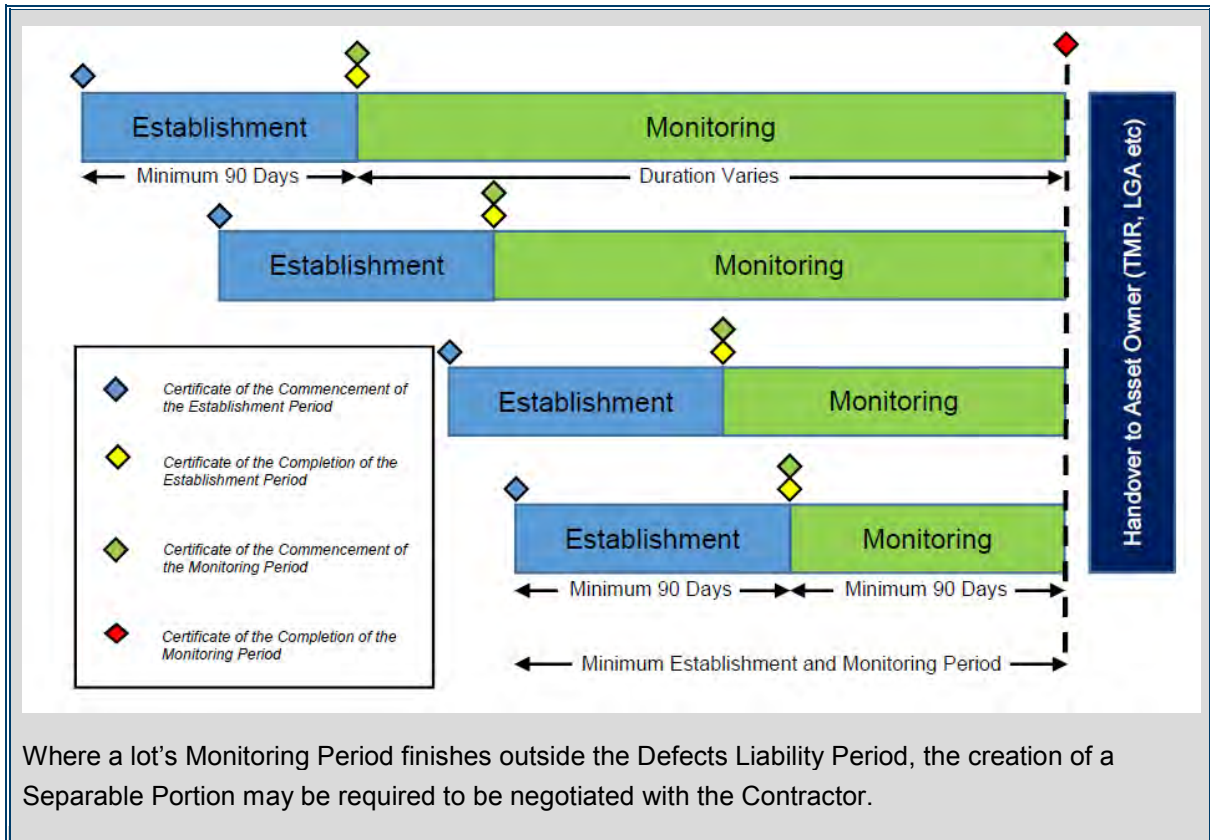 Establishment
Monitoring
Minimum 90 Days
Duration Varies
Establishment
Monitoring
Establishment
Monitoring
Establishment
Monitoring
Minimum 90 Days
Minimum 90 Days
Minimum Establishment and Monitoring Period
Handover to Asset Owner (TMR, LGA etc)
Certificate of the Commencement of
the Establishment Period
Certificate of the Completion of the
Establishment Period
Certificate of the Commencement of
the Monitoring Period
Certificate of the Completion of the
Monitoring Period
Where a lot’s Monitoring Period finishes outside the Defects Liability Period, the creation of a
Separable Portion may be required to be negotiated with the Contractor.